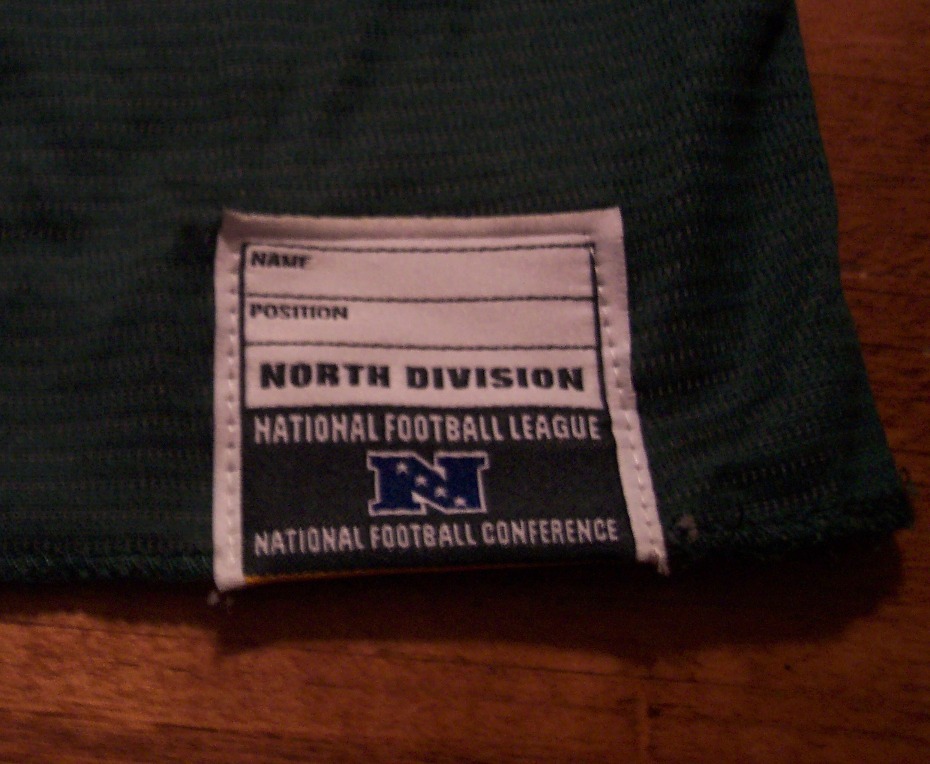 NAME
POSITION
NORTH DIVISION
NATIONAL FOOTBALL LEAGUE
N
NATIONAL FOOTBALL CONFERENCE